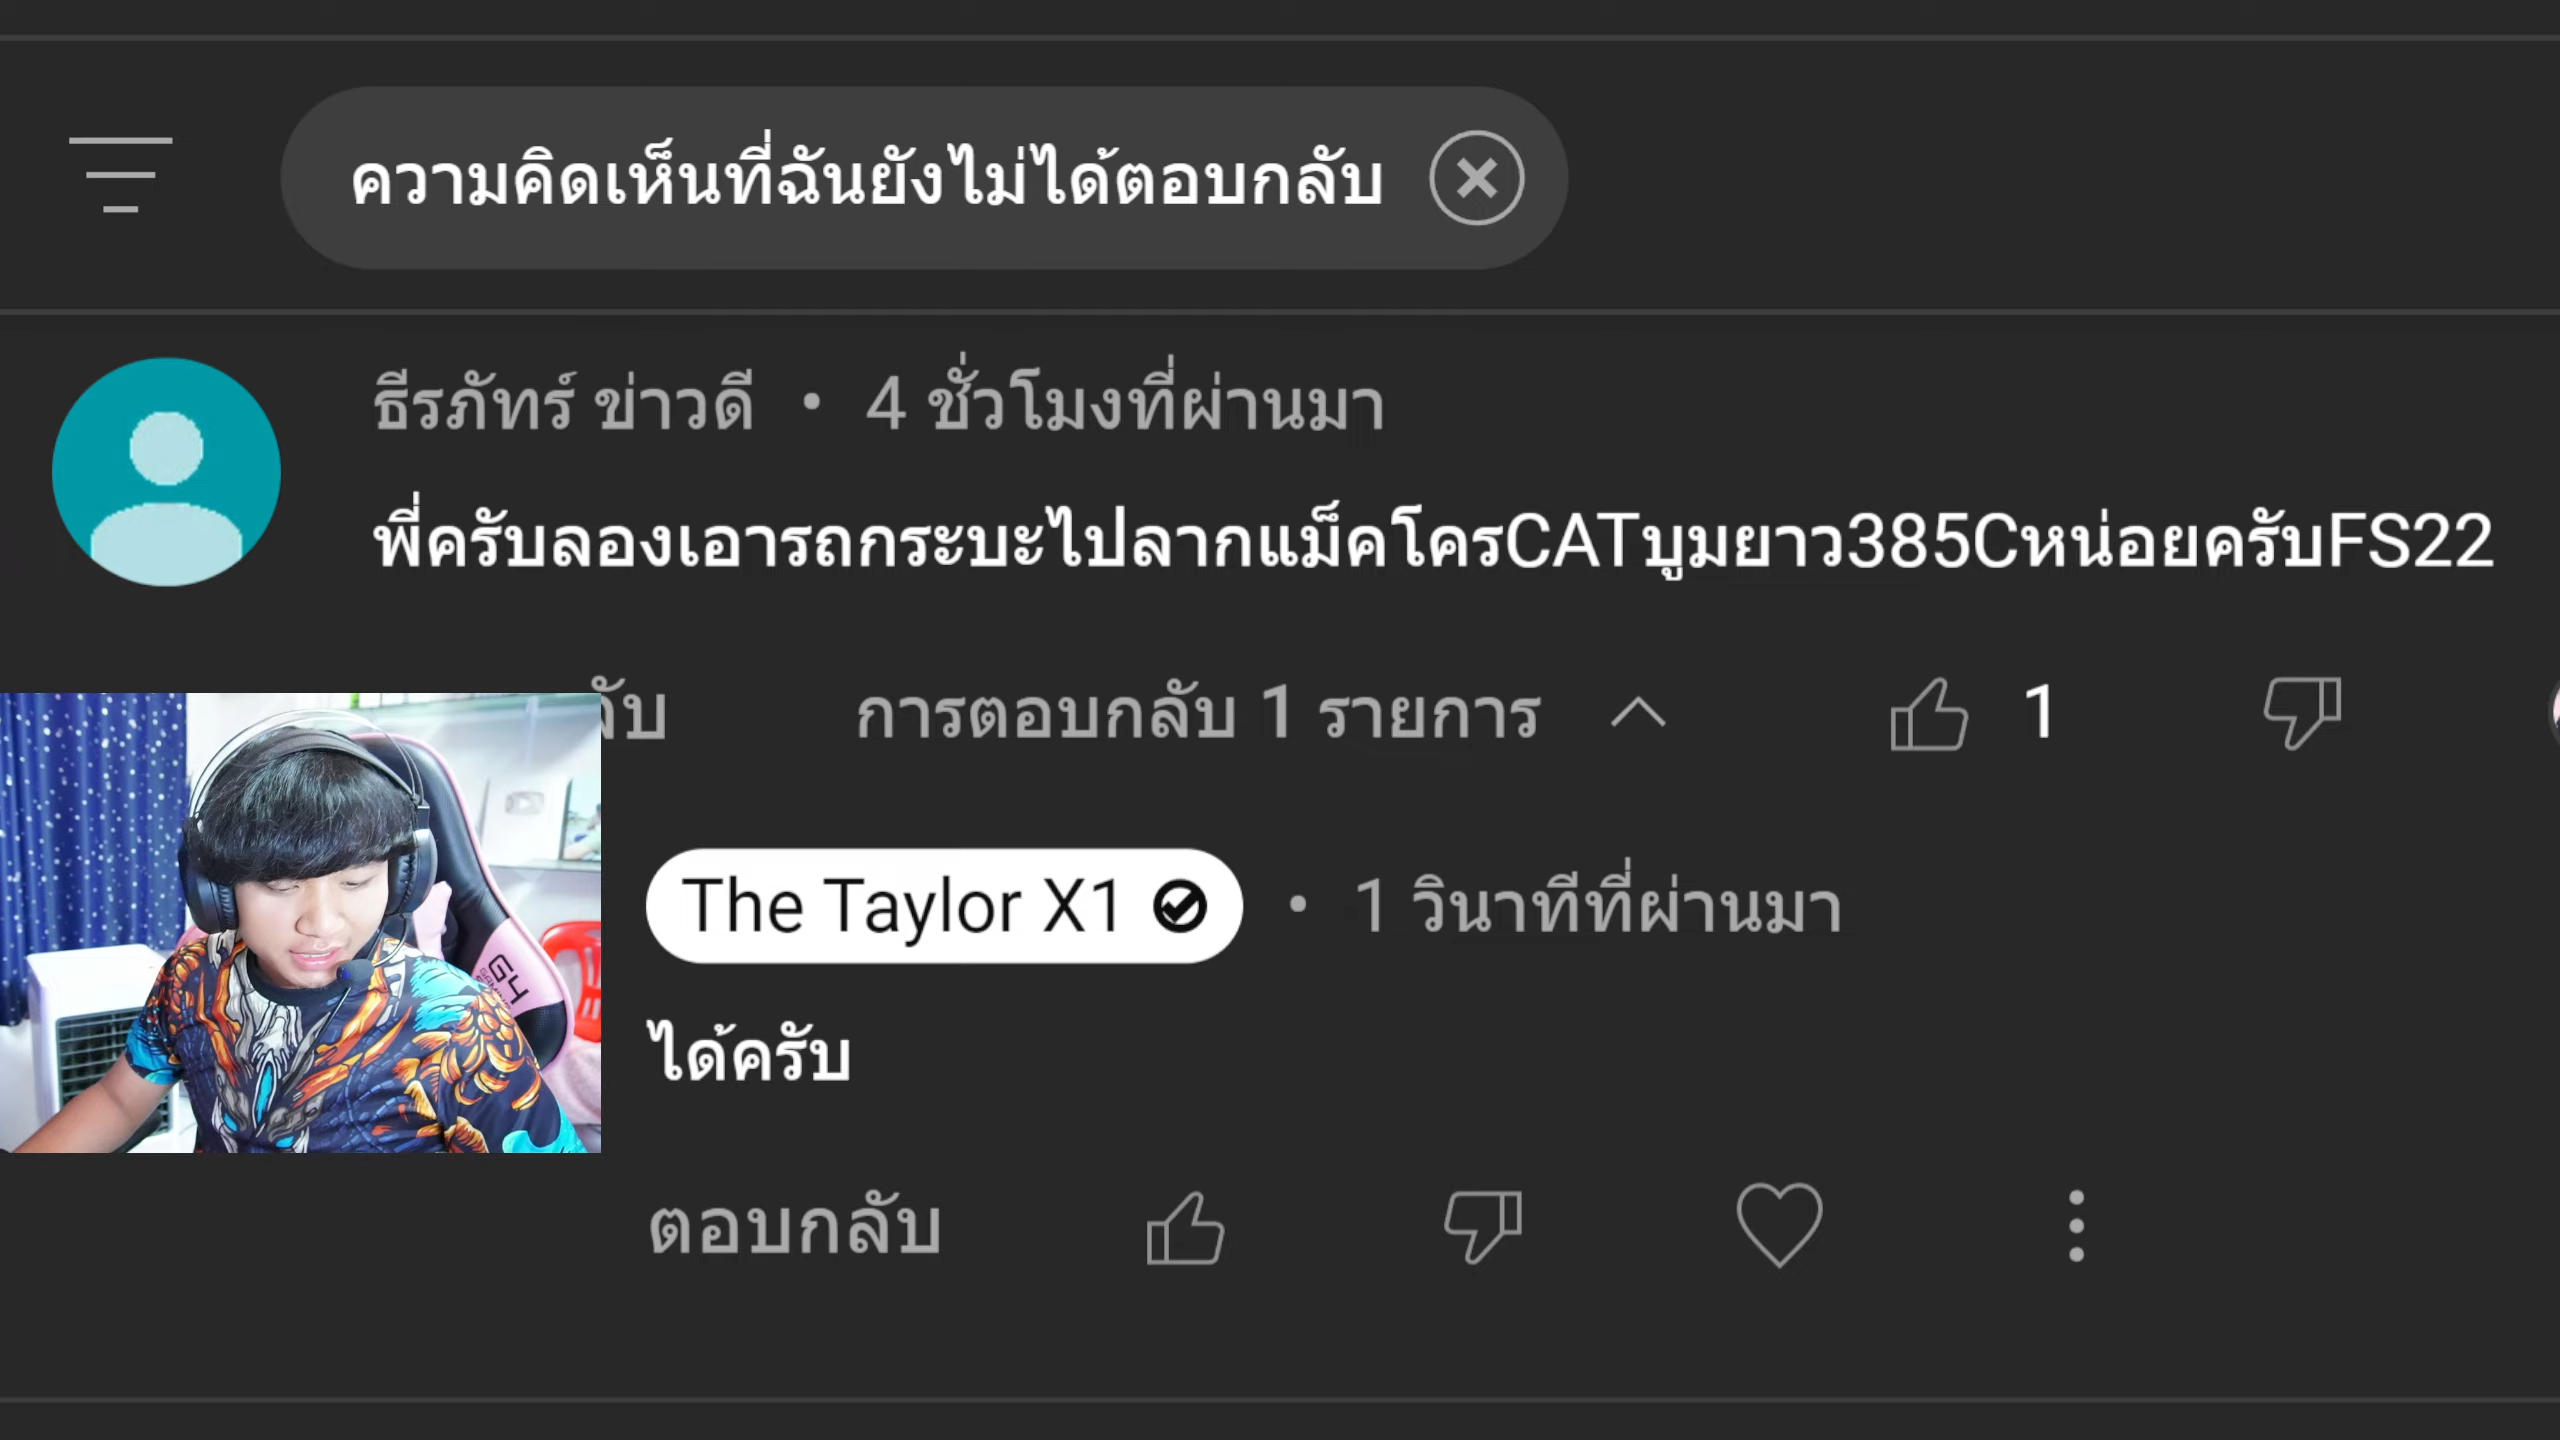 ความคิดเห็นที่ฉันยังไม่ได้ตอบกลับ
ธีรภัทร์ ข่าวดี • 4 ชั่วโมงที่ผ่านมา
พี่ครับลองเอารถกระบะไปลากแม็คโครCATบูมยาว385Cหน่อยครับFS22
การตอบกลับ 1 รายการ 1
The Taylor X1 • 1 วินาทีที่ผ่านมา
ได้ครับ
ตอบกลับ
G4